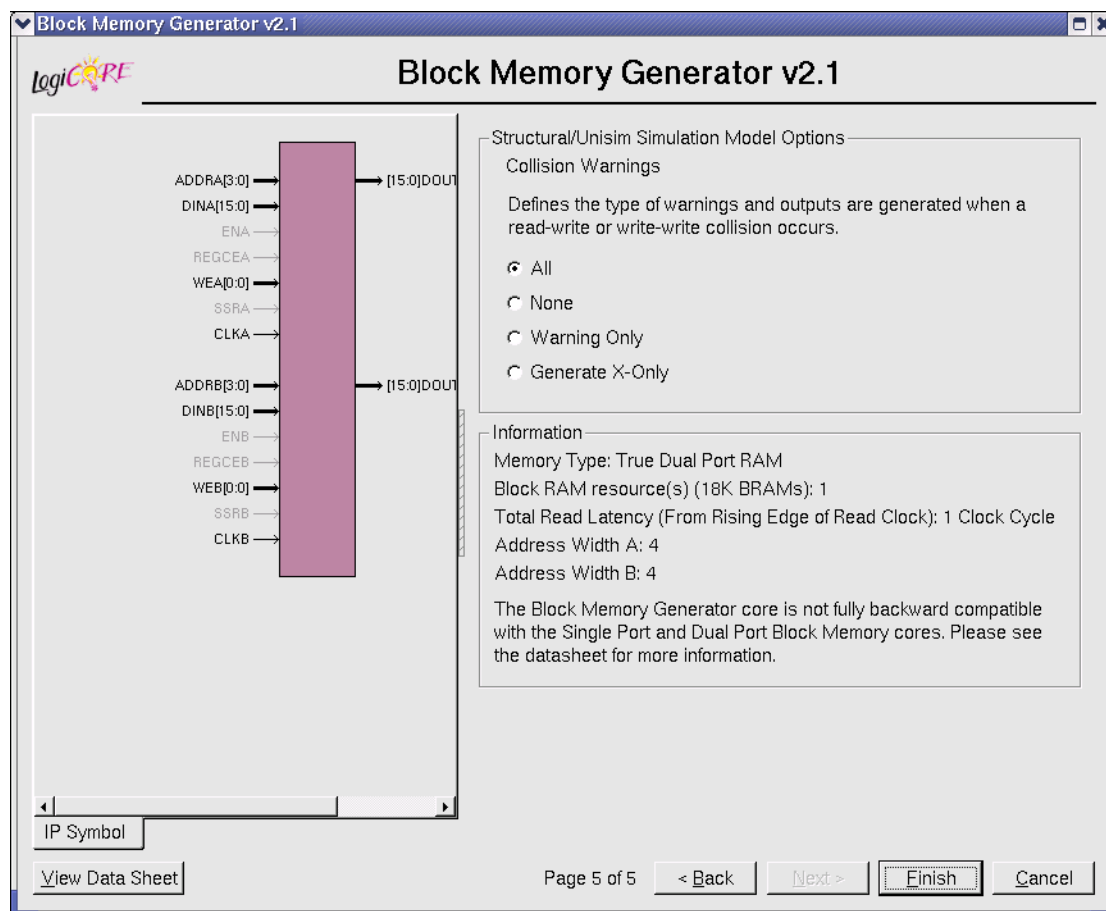 Block Memory Generator v2.1
LogiCORE
Block Memory Generator v2.1
ADDRA[3:0]
[15:0]DOUT
DINA[15:0]
ENA
REGCEA
WEA[0:0]
SSRA
CLKA
ADDRB[3:0]
[15:0]DOUT
DINB[15:0]
ENB
REGCEB
WEB[0:0]
SSRB
CLKB
IP Symbol
Structural/Unisim Simulation Model Options
Collision Warnings
Defines the type of warnings and outputs are generated when a
read-write or write-write collision occurs.
All
None
Warning Only
Generate X-Only
Information
Memory Type: True Dual Port RAM
Block RAM resource(s) (18K BRAMs): 1
Total Read Latency (From Rising Edge of Read Clock): 1 Clock Cycle
Address Width A: 4
Address Width B: 4
The Block Memory Generator core is not fully backward compatible
with the Single Port and Dual Port Block Memory cores. Please see
the datasheet for more information.
View Data Sheet
Page 5 of 5
< Back
Next >
Finish
Cancel